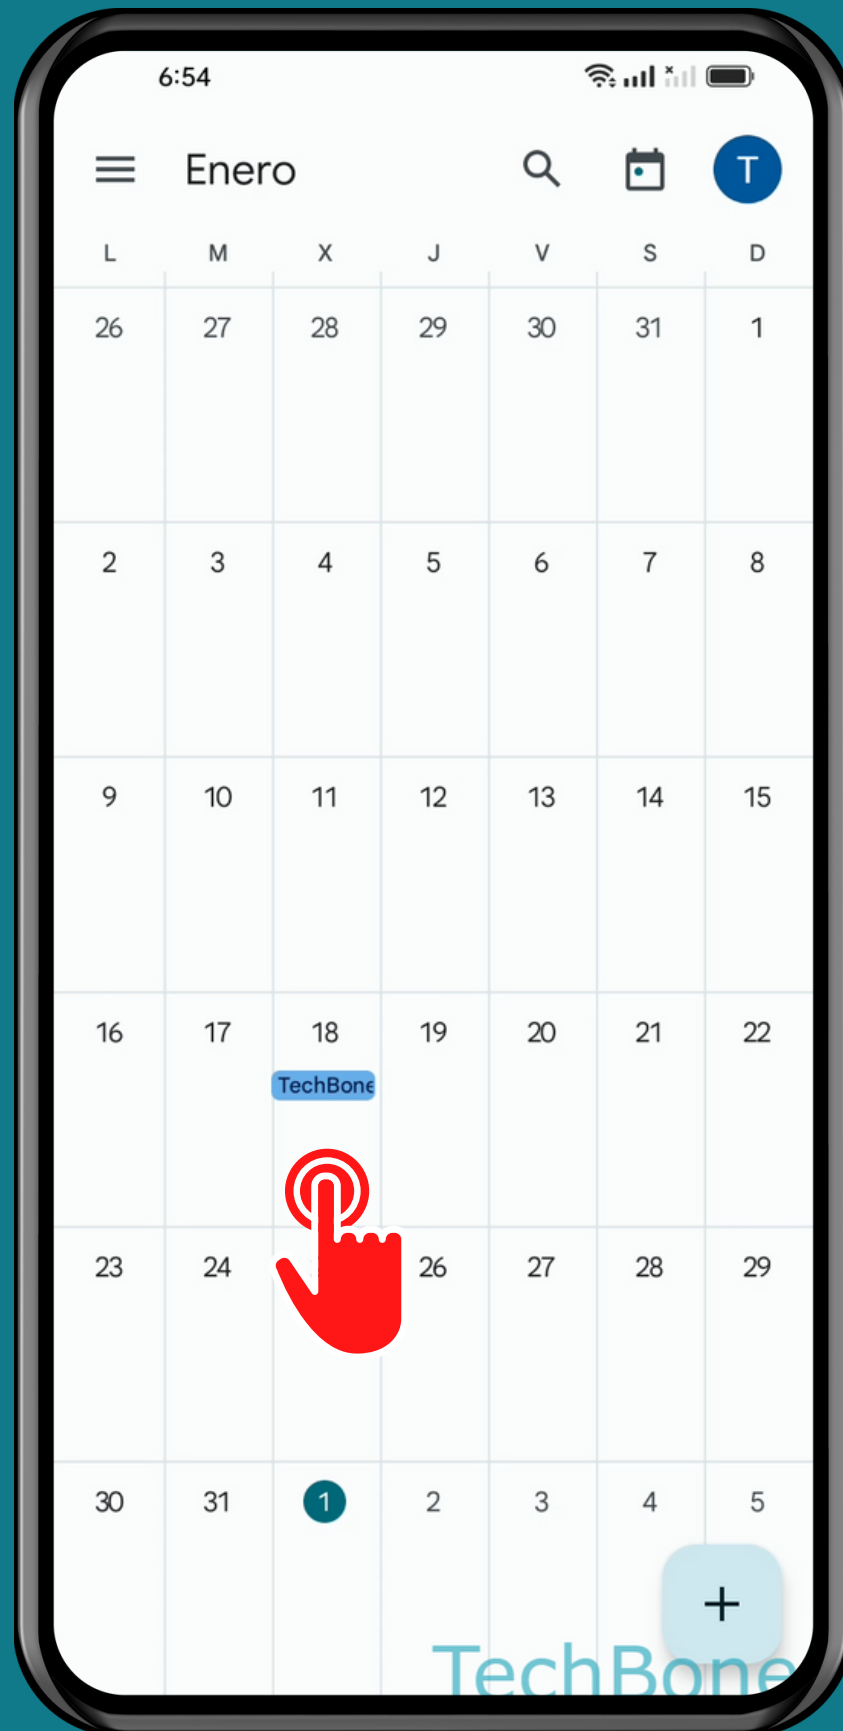 6:54
Enero
T
L M X J V S D
26 27 28 29 30 31 1
2 3 4 5 6 7 8
9 10 11 12 13 14 15
16 17 18 19 20 21 22
TechBone
23 24 26 27 28 29
30 31 1 2 3 4 5
+
TechBone